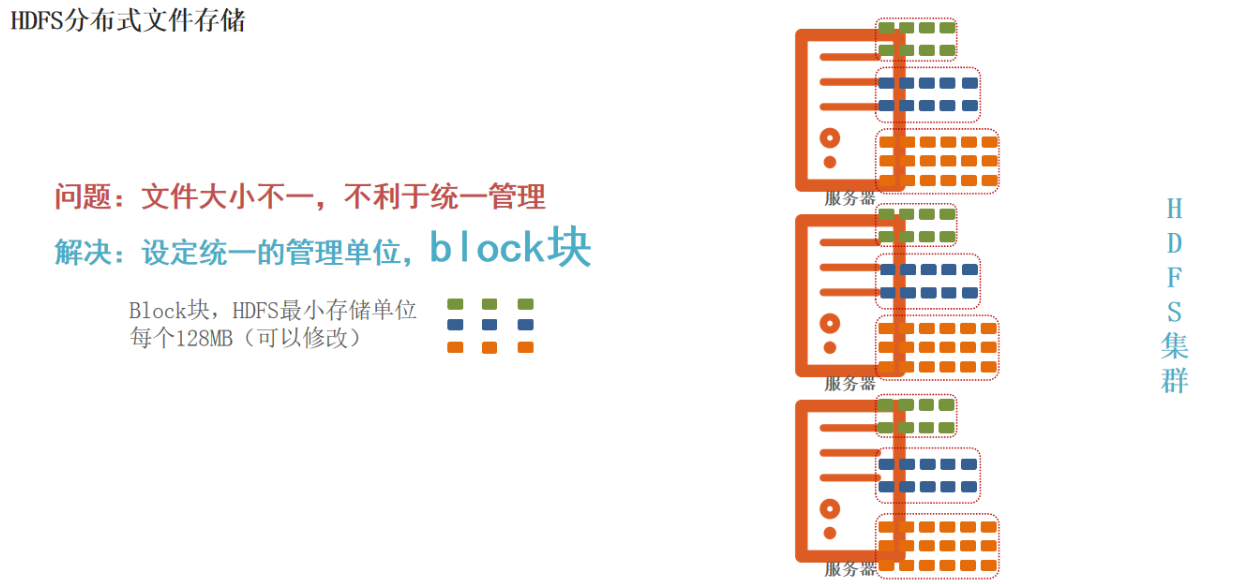 HDFS分布式文件存储
问题：文件大小不一，不利于统一管理
解决：设定统一的管理单位，block块
Block块，HDFS最小存储单位
每个128MB（可以修改）
服务器
服务器
服务器
HDFS集群